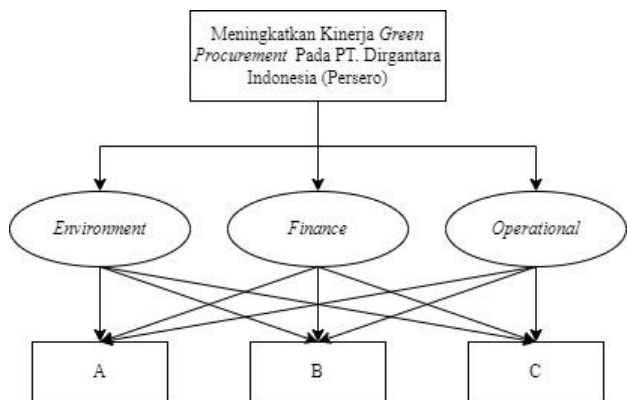 Meningkatkan Kinerja Green
Procurement Pada PT. Dirgantara
Indonesia (Persero)
Environment
Finance
Operational
A
B
C